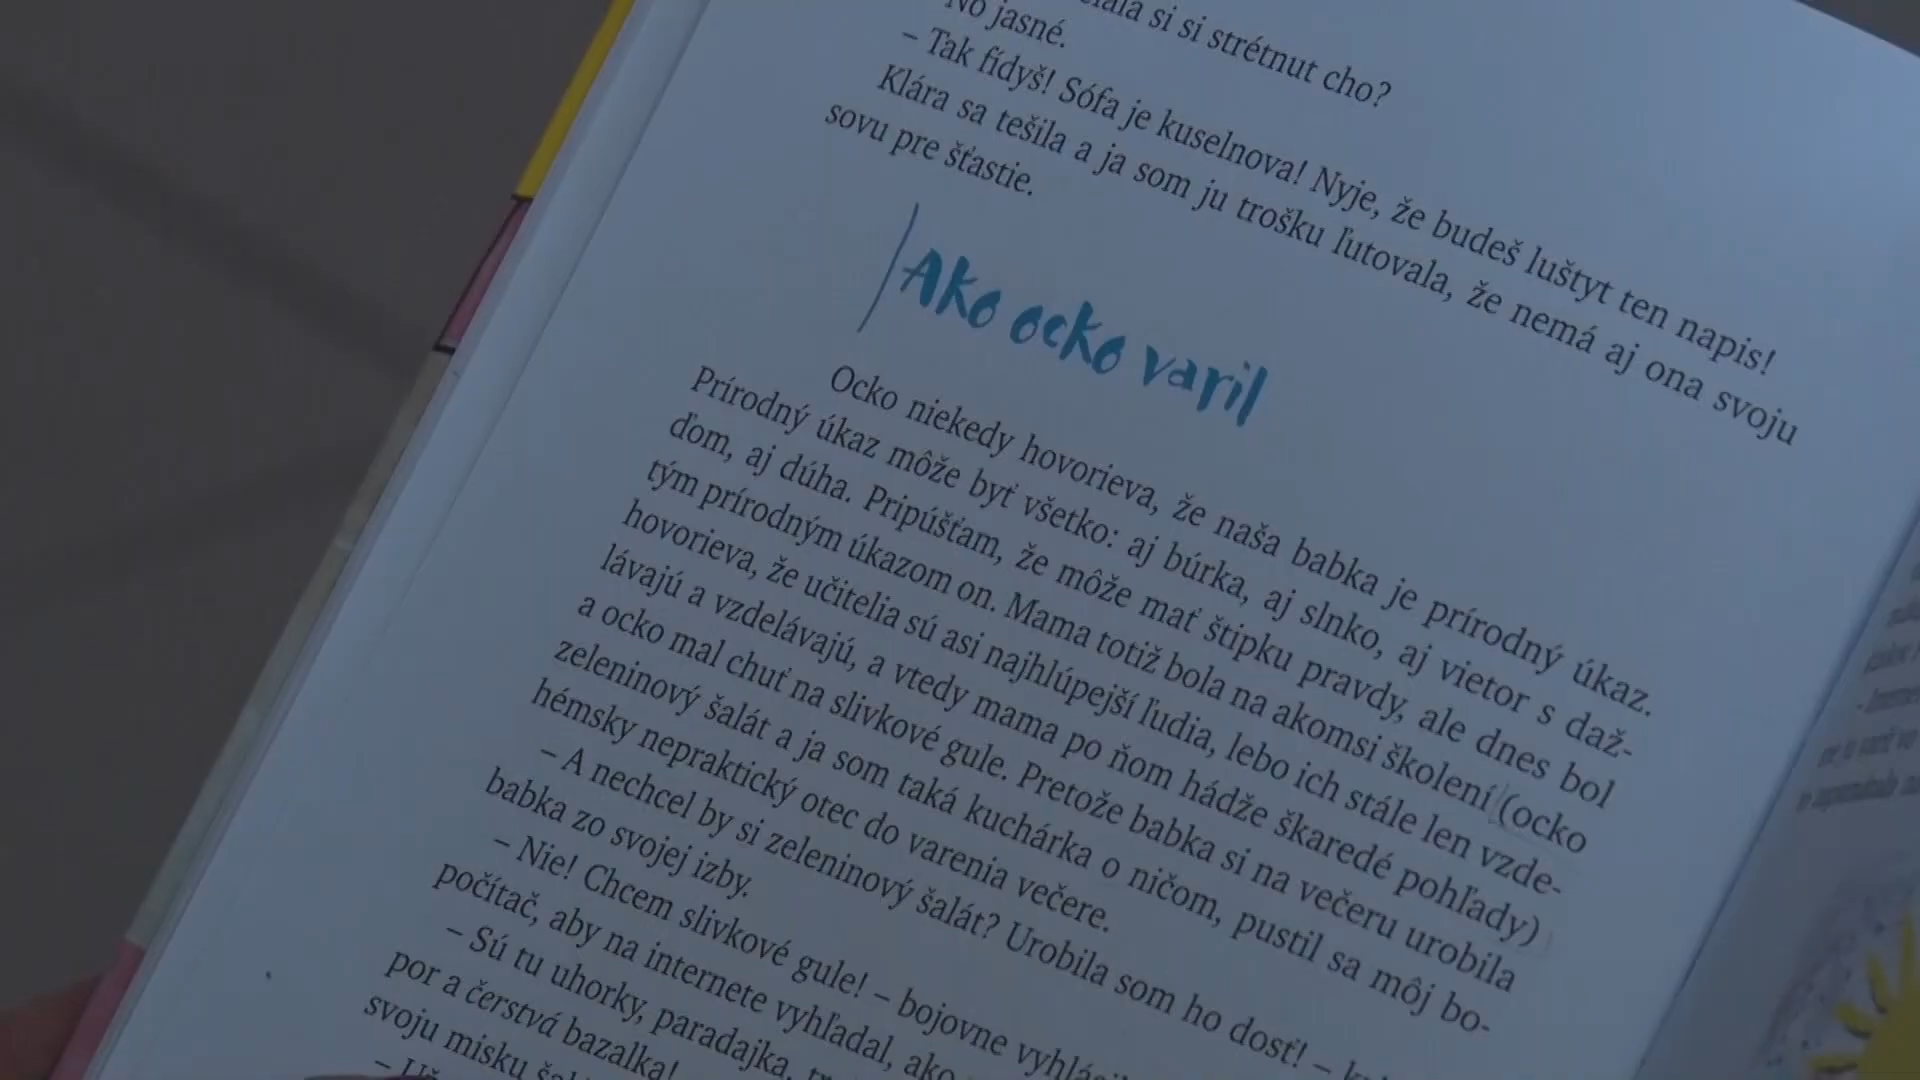 si si strétnut cho?
No jasné.
– Tak fídyš! Sófa je kuselnova! Nyje, že budeš luštyt ten napis!
Klára sa tešila a ja som ju trošku ľutovala, že nemá aj ona svoju
sovu pre šťastie.
Ako ocko varil
Ocko niekedy hovorieva, že naša babka je prírodný úkaz.
Prírodný úkaz môže byť všetko: aj búrka, aj slnko, aj vietor s daž-
ďom, aj dúha. Pripúšťam, že môže mať štipku pravdy, ale dnes bol
tým prírodným úkazom on. Mama totiž bola na akomsi školení (ocko
hovorieva, že učitelia sú asi najhlúpejší ľudia, lebo ich stále len vzde-
lávajú a vzdelávajú, a vtedy mama po ňom hádže škaredé pohľady)
a ocko mal chuť na slivkové gule. Pretože babka si na večeru urobila
zeleninový šalát a ja som taká kuchárka o ničom, pustil sa môj bo-
hémsky nepraktický otec do varenia večere.
– A nechcel by si zeleninový šalát? Urobila som ho dosť! –
babka zo svojej izby.
– Nie! Chcem slivkové gule! – bojovne
počítač, aby na internete vyhľadal, ako
– Sú tu uhorky, paradajka,
por a čerstvá bazalka!
svoju misku